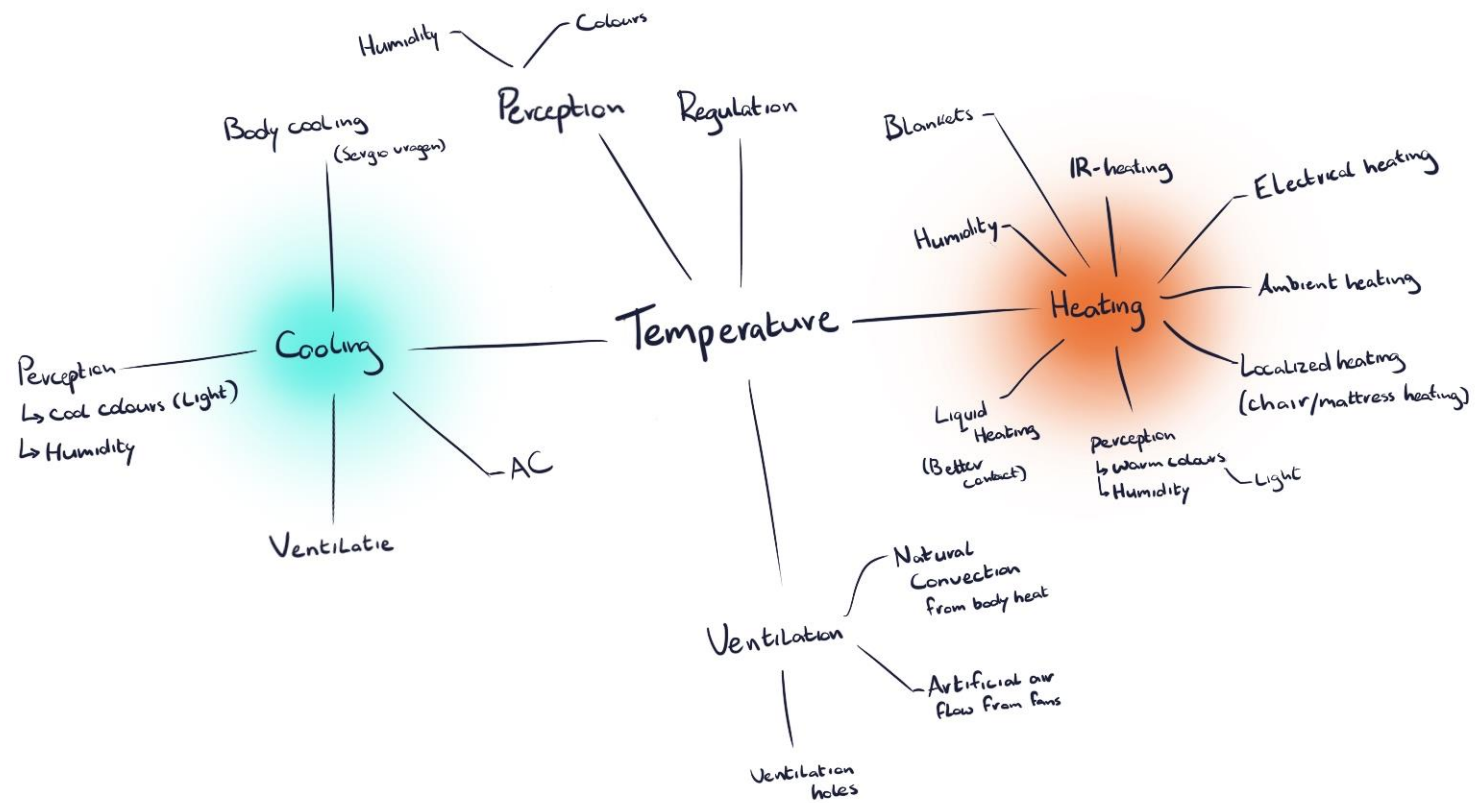 Humidity
Colours
Perception
Regulation
Body cooling
(Sergio vragen)
Blankets
IR-heating
Electrical heating
Humidity
Ambient heating
Heating
Temperature
Cooling
Perception
↳ cool colours (Light)
↳ Humidity
Localized heating
(chair/mattress heating)
Liquid
Heating
(Better
contact)
perception
↳ warm colours
↳ Humidity
Light
AC
Ventilatie
Natural
Convection
from body heat
Ventilation
Artificial air
flow from fans
Ventilation
holes